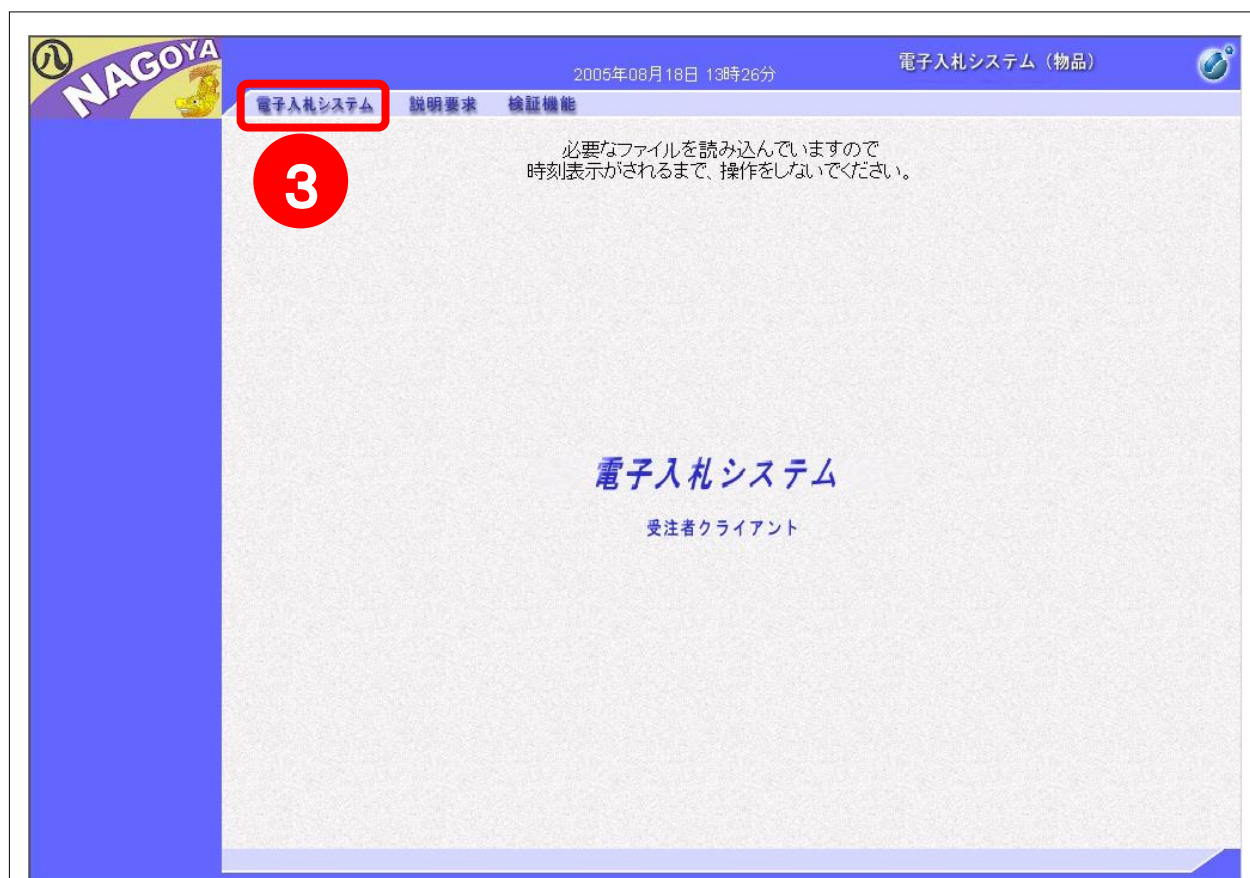 八 NAGOYA
2005年08月18日 13時26分
電子入札システム（物品）
電子入札システム 説明要求 検証機能
3
必要なファイルを読み込んでいますので
時刻表示がされるまで、操作をしないでください。
電子入札システム
受注者クライアント